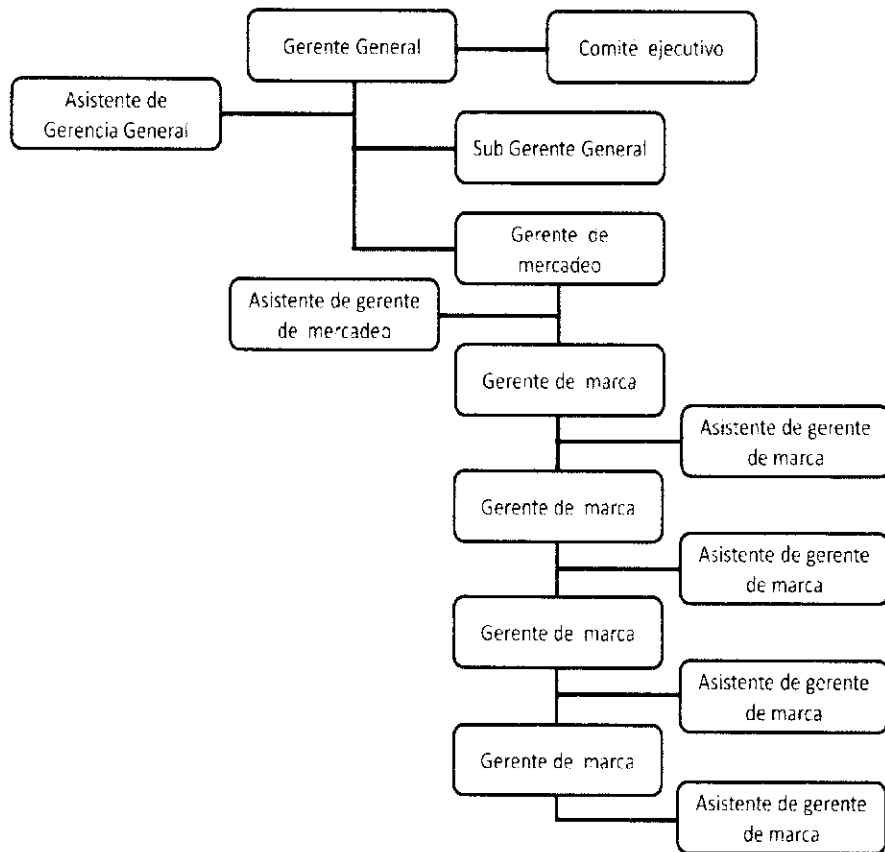 Gerente General
Comité ejecutivo
Asistente de
Gerencia General
Sub Gerente General
Gerente de
mercadeo
Asistente de gerente
de mercadeo
Gerente de marca
Asistente de gerente
de marca
Gerente de marca
Asistente de gerente
de marca
Gerente de marca
Asistente de gerente
de marca
Gerente de marca
Asistente de gerente
de marca